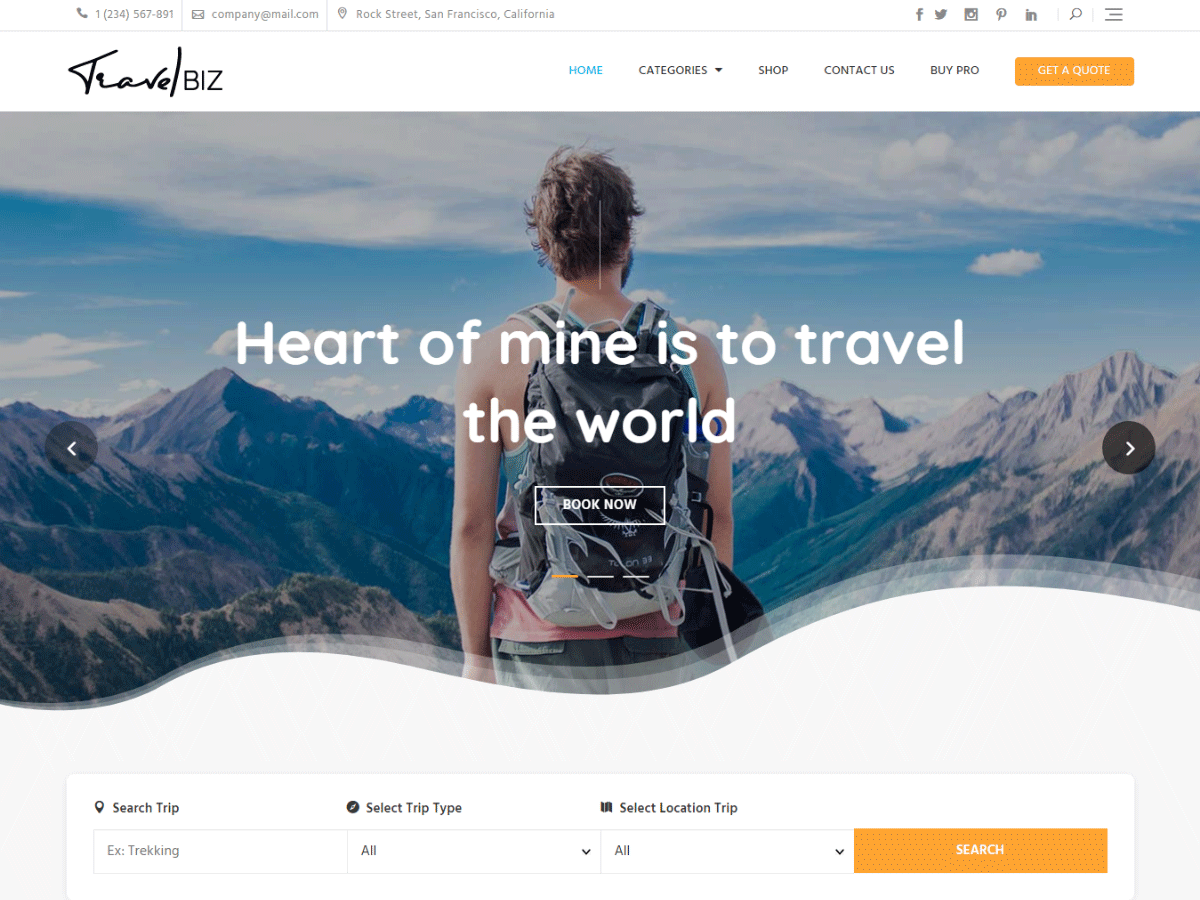 1 (234) 567-891
company@mail.com
Rock Street, San Francisco, California
Travel BIZ
HOME
CATEGORIES
SHOP
CONTACT US
BUY PRO
GET A QUOTE
Heart of mine is to travel
the world
BOOK NOW
Search Trip
Select Trip Type
Select Location Trip
Ex: Trekking
All
All
SEARCH